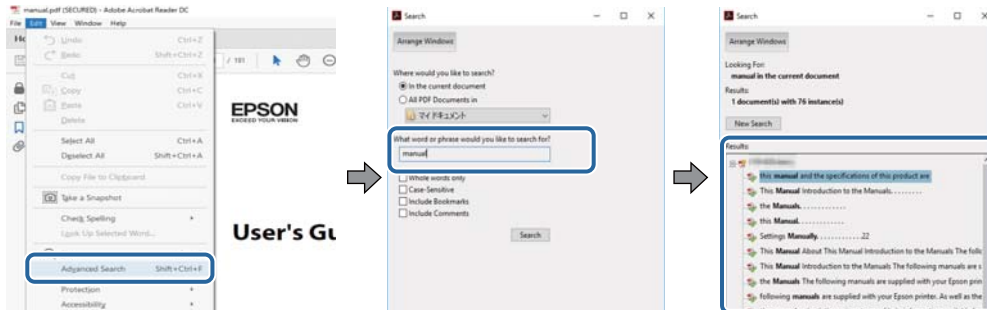 manual.pdf (SECURED) - Adobe Acrobat Reader DC
File Edit View Window Help
Undo Ctrl+Z
Redo Shift+Ctrl+Z
Cut Ctrl+X
Copy Ctrl+C
Paste Ctrl+V
Delete
Select All Ctrl+A
Deselect All Shift+Ctrl+A
Copy File to Clipboard
Take a Snapshot
Check Spelling
Look Up Selected Word...
Advanced Search Shift+Ctrl+F
Protection
Accessibility
/ 181
EPSON
EXCEED YOUR VISION
User's Gu
Search
Arrange Windows
Where would you like to search?
In the current document
All PDF Documents in
マイ ドキュメント
What word or phrase would you like to search for?
manual
Whole words only
Case-Sensitive
Include Bookmarks
Include Comments
Search
Search
Arrange Windows
Looking For:
manual in the current document
Results:
1 document(s) with 76 instance(s)
New Search
Results:
this manual and the specifications of this product are
This Manual Introduction to the Manuals. . . . . . . . .
the Manuals. . . . . . . . . . . . .
this Manual. . . . . . . . . . . .
Settings Manually. . . . . . . . . . . . 22
This Manual About This Manual Introduction to the Manuals The follo
This Manual Introduction to the Manuals The following manuals are s
the Manuals The following manuals are supplied with your Epson prin
following manuals are supplied with your Epson printer. As well as the